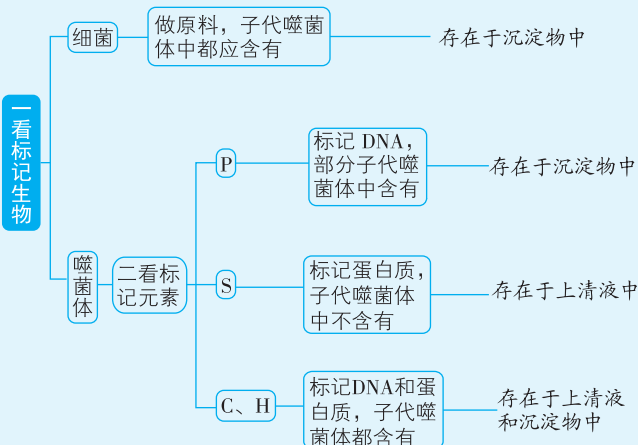 一看标记生物
细菌
做原料，子代噬菌
体中都应含有
存在于沉淀物中
噬菌体
二看标
记元素
P
标记 DNA，
部分子代噬
菌体中含有
存在于沉淀物中
S
标记蛋白质，
子代噬菌体
中不含有
存在于上清液中
C、H
标记DNA和蛋
白质，子代噬
菌体都含有
存在于上清液
和沉淀物中